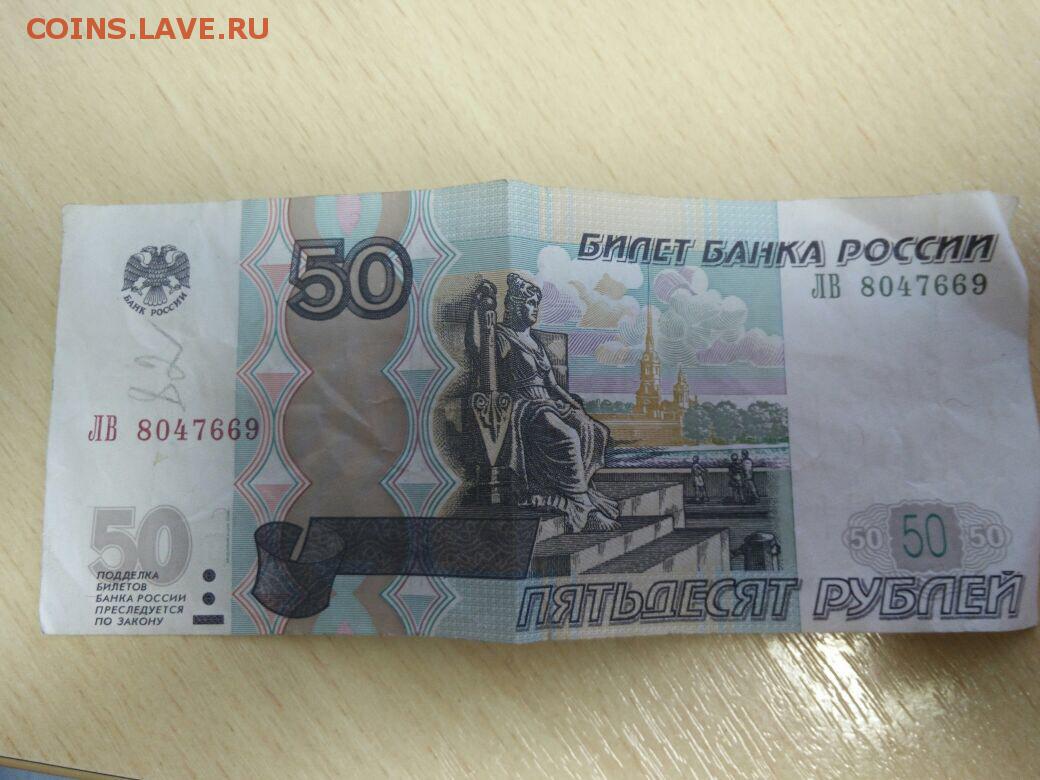 COINS.LAVE.RU
50
БИЛЕТ БАНКА РОССИИ
ЛВ 8047669
БАНК РОССИИ
82
ЛВ 8047669
50
ПОДДЕЛКА
БИЛЕТОВ
БАНКА РОССИИ
ПРЕСЛЕДУЕТСЯ
ПО ЗАКОНУ
50 50 50
ПЯТЬДЕСЯТ РУБЛЕЙ